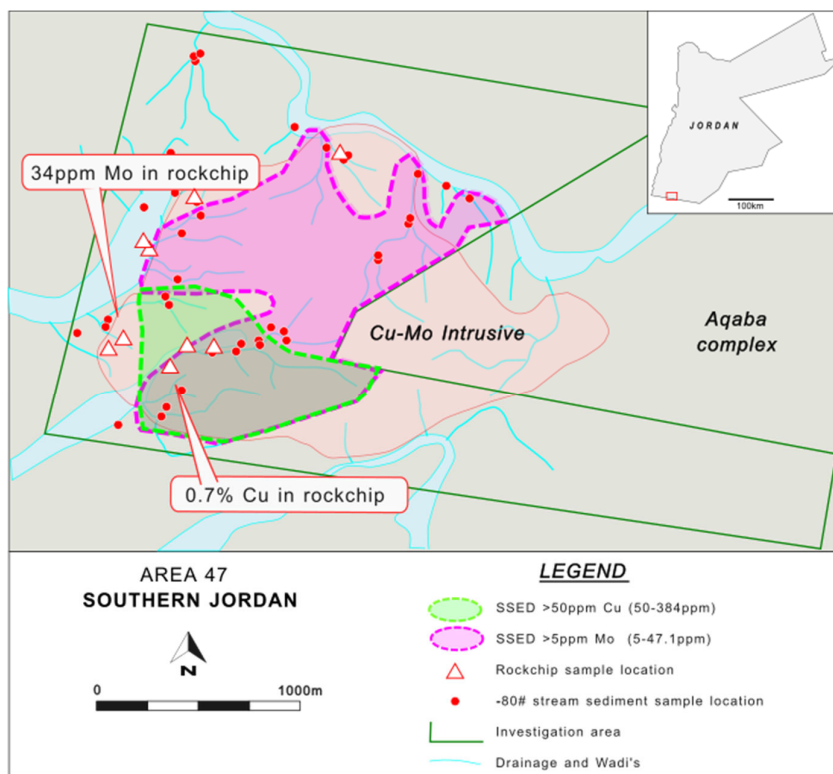 JORDAN
100km
34ppm Mo in rockchip
Cu-Mo Intrusive
Aqaba
complex
0.7% Cu in rockchip
AREA 47
SOUTHERN JORDAN
N
0
1000m
LEGEND
SSED >50ppm Cu (50-384ppm)
SSED >5ppm Mo (5-47.1ppm)
Rockchip sample location
-80# stream sediment sample location
Investigation area
Drainage and Wadi's